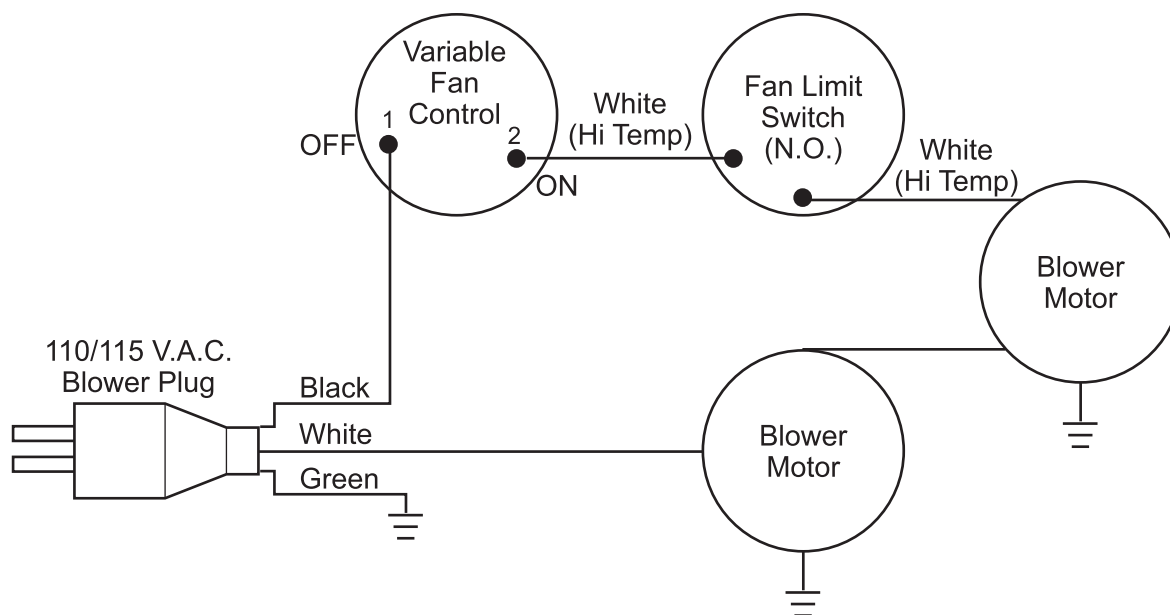 Variable
Fan
Control
1
2
OFF
ON
White
(Hi Temp)
Fan Limit
Switch
(N.O.)
White
(Hi Temp)
Blower
Motor
110/115 V.A.C.
Blower Plug
Black
White
Green
Blower
Motor